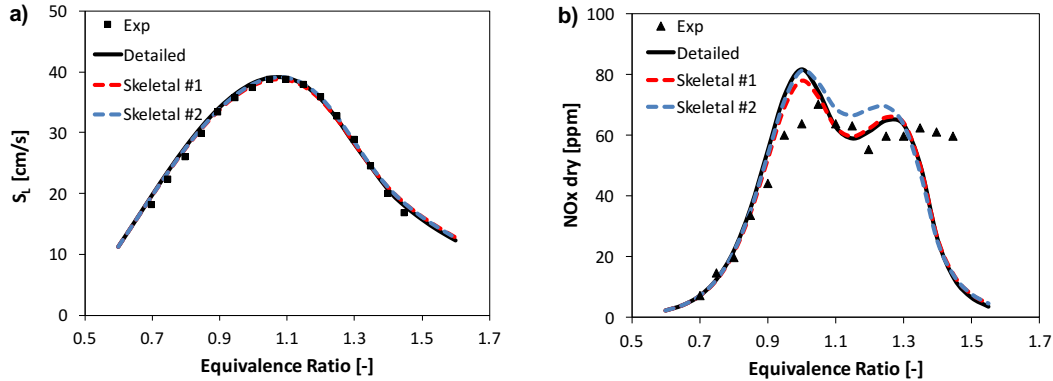 a)
50
40
30
20
10
0
S_L [cm/s]
Exp
Detailed
Skeletal #1
Skeletal #2
0.5 0.7 0.9 1.1 1.3 1.5 1.7
Equivalence Ratio [-]
b)
100
80
60
40
20
0
NOx dry [ppm]
Exp
Detailed
Skeletal #1
Skeletal #2
0.5 0.7 0.9 1.1 1.3 1.5 1.7
Equivalence Ratio [-]